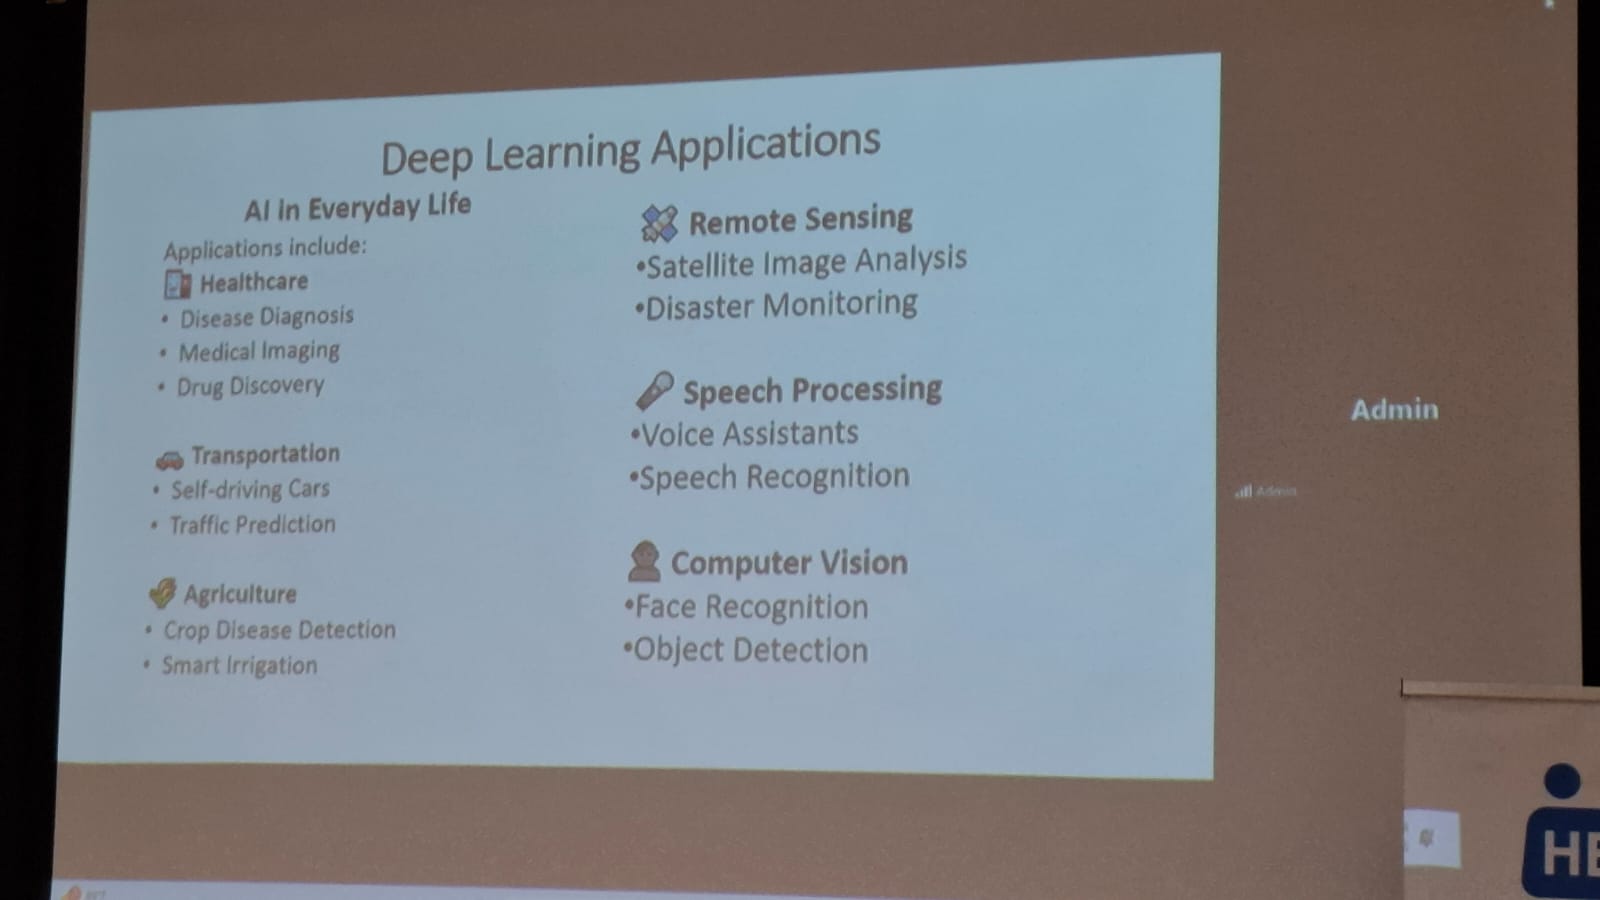 Deep Learning Applications
AI in Everyday Life
Applications include:
Healthcare
• Disease Diagnosis
• Medical Imaging
• Drug Discovery
Transportation
• Self-driving Cars
• Traffic Prediction
Agriculture
• Crop Disease Detection
• Smart Irrigation
Remote Sensing
•Satellite Image Analysis
•Disaster Monitoring
Speech Processing
•Voice Assistants
•Speech Recognition
Computer Vision
•Face Recognition
•Object Detection
Admin
Admin
HE